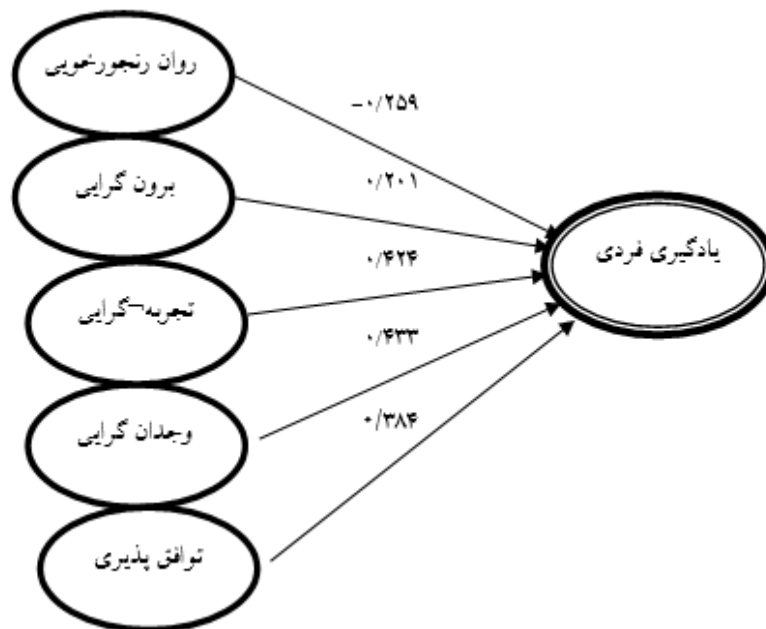 روان رنجورخویی
-۰/۲۵۹
برون گرایی
۰/۲۰۱
یادگیری فردی
۰/۴۲۴
تجربه¬گرایی
۰/۴۳۳
وجدان گرایی
۰/۳۸۴
توافق پذیری